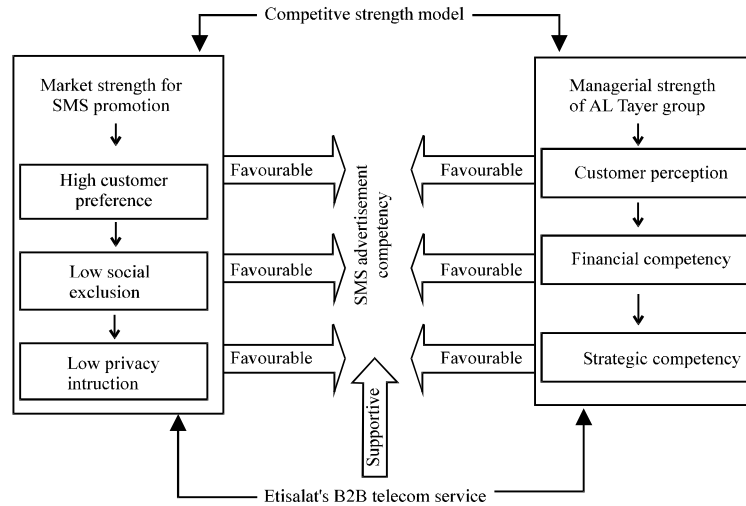 Competitve strength model
Market strength for
SMS promotion
High customer
preference
Low social
exclusion
Low privacy
intruction
Favourable
Favourable
Favourable
SMS advertisement
competency
Supportive
Favourable
Favourable
Favourable
Managerial strength
of AL Tayer group
Customer perception
Financial competency
Strategic competency
Etisalat's B2B telecom service